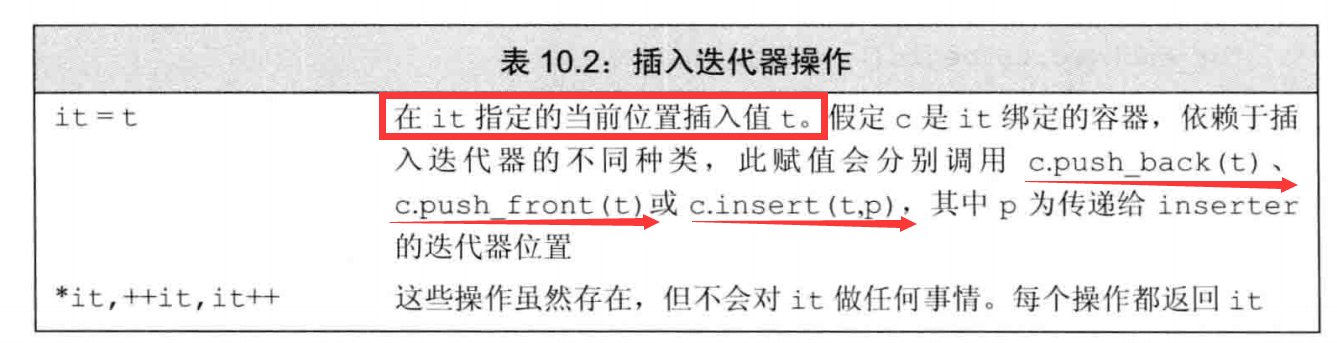 表 10.2：插入迭代器操作
it = t
在 it 指定的当前位置插入值 t。假定 c 是 it 绑定的容器，依赖于插
入迭代器的不同种类，此赋值会分别调用 c.push_back(t)、
c.push_front(t)或 c.insert(t,p)，其中 p 为传递给 inserter
的迭代器位置
*it,++it,it++
这些操作虽然存在，但不会对 it 做任何事情。每个操作都返回 it